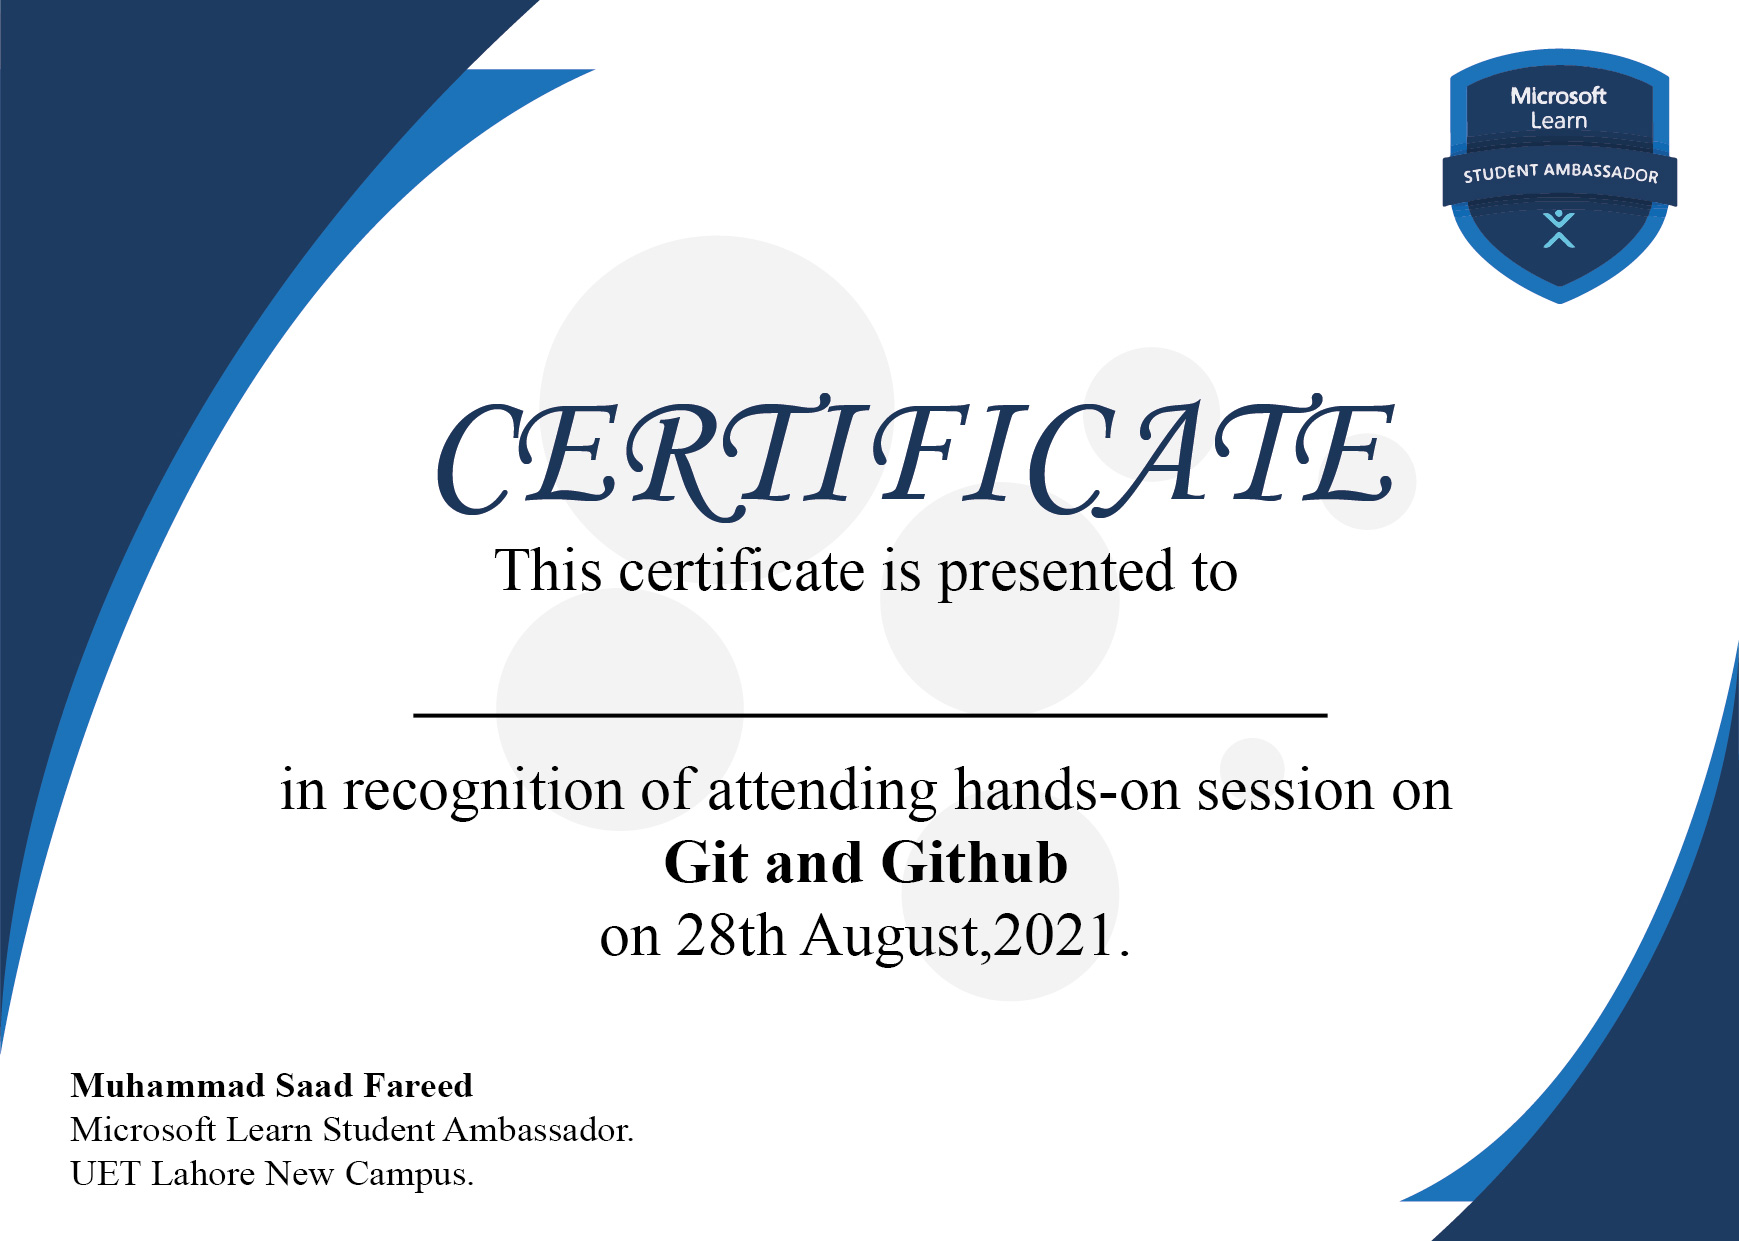 Microsoft
Learn
STUDENT AMBASSADOR
CERTIFICATE
This certificate is presented to
in recognition of attending hands-on session on
Git and Github
on 28th August,2021.
Muhammad Saad Fareed
Microsoft Learn Student Ambassador.
UET Lahore New Campus.